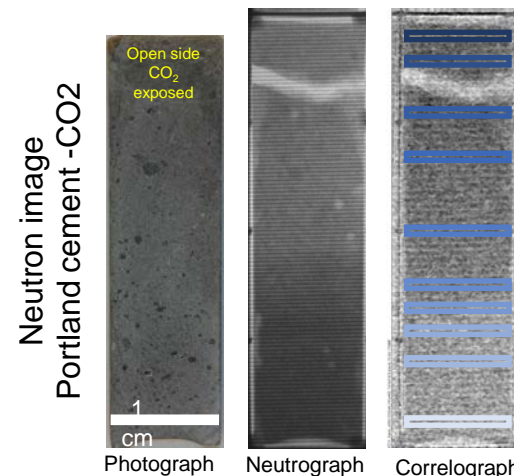 Neutron image
Portland cement -CO2
Open side
CO2
exposed
1
cm
Photograph
Neutrograph
Correlograph